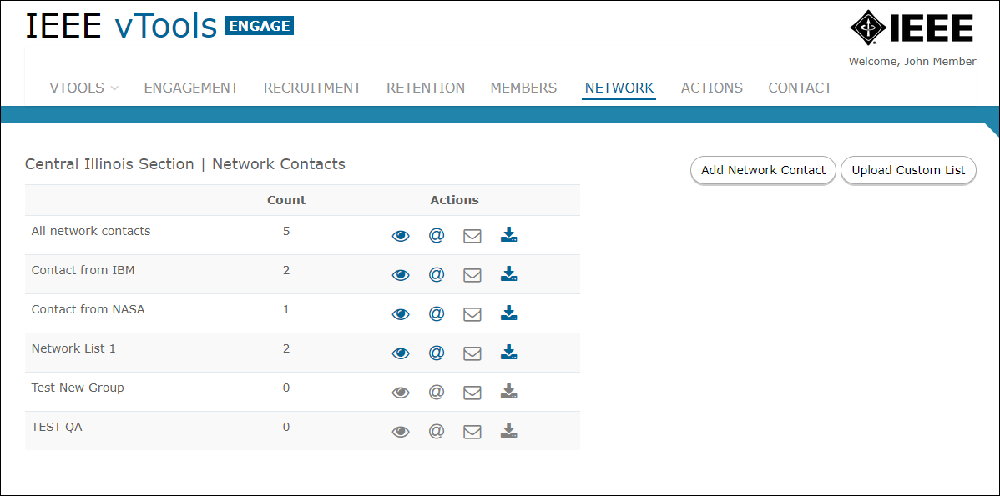 IEEE vTools ENGAGE
IEEE
Welcome, John Member
VTOOLS ENGAGEMENT RECRUITMENT RETENTION MEMBERS NETWORK ACTIONS CONTACT
Central Illinois Section | Network Contacts
Add Network Contact Upload Custom List
Count Actions
All network contacts 5 @
Contact from IBM 2 @
Contact from NASA 1 @
Network List 1 2 @
Test New Group 0 @
TEST QA 0 @